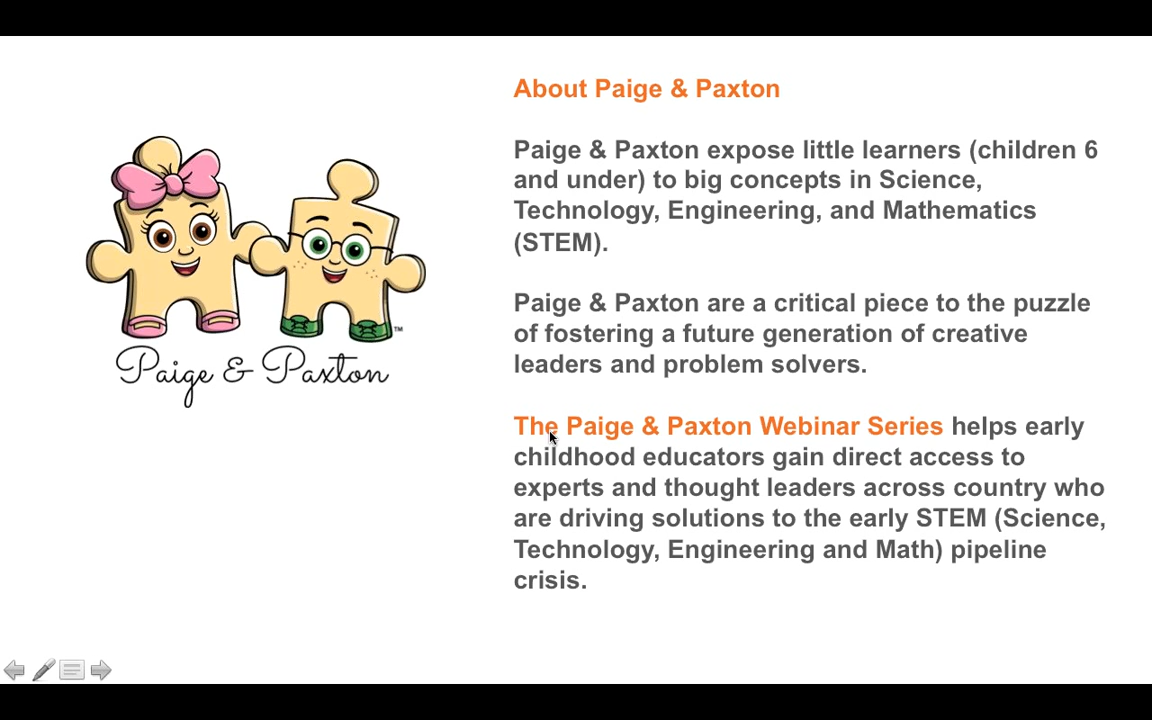 About Paige & Paxton
Paige & Paxton expose little learners (children 6
and under) to big concepts in Science,
Technology, Engineering, and Mathematics
(STEM).
Paige & Paxton are a critical piece to the puzzle
of fostering a future generation of creative
leaders and problem solvers.
The Paige & Paxton Webinar Series helps early
childhood educators gain direct access to
experts and thought leaders across country who
are driving solutions to the early STEM (Science,
Technology, Engineering and Math) pipeline
crisis.
TM
Paige & Paxton